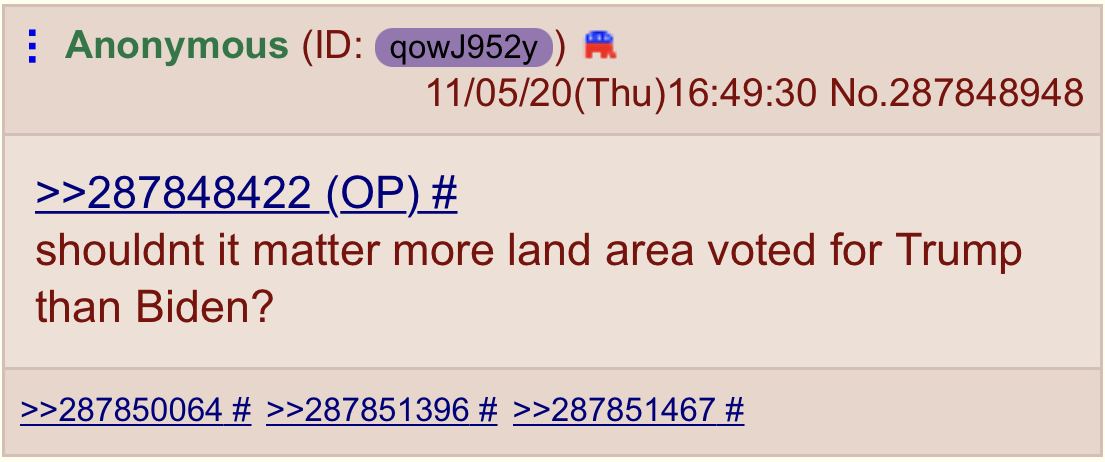 Anonymous (ID: qowJ952y)
11/05/20(Thu)16:49:30 No.287848948
>>287848422 (OP) #
shouldnt it matter more land area voted for Trump
than Biden?
>>287850064 # >>287851396 # >>287851467 #